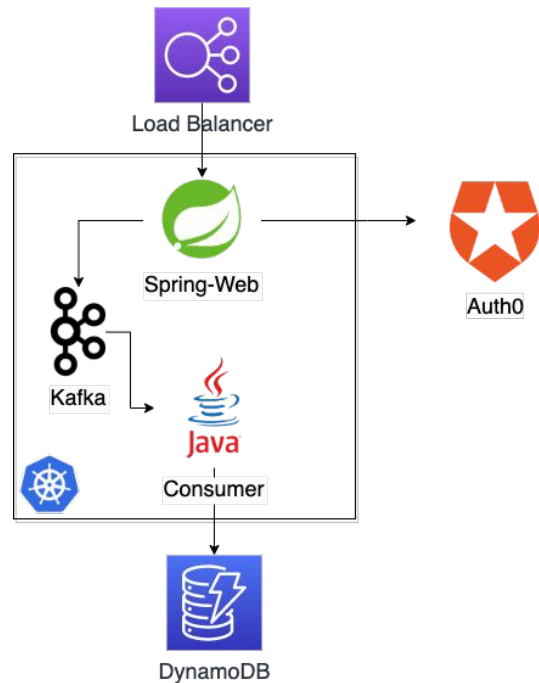 Load Balancer
Spring-Web
Auth0
Kafka
Java
Consumer
DynamoDB